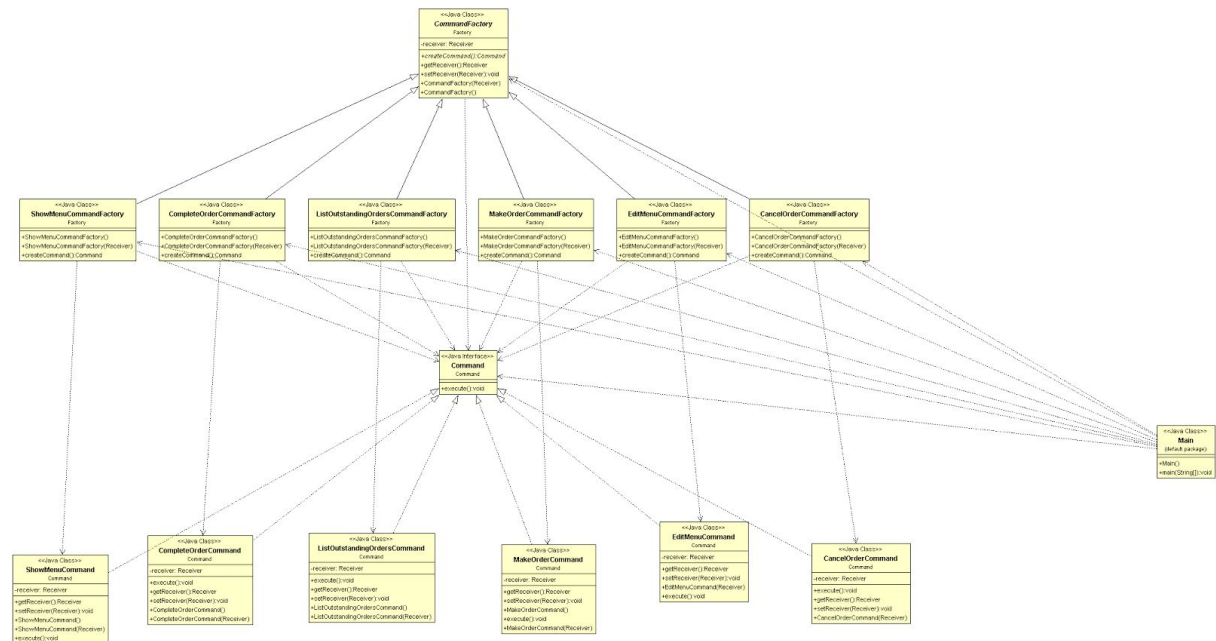 <<Java Class>>
CommandFactory
Factory
-receiver: Receiver
+createCommand():Command
+getReceiver():Receiver
+setReceiver(Receiver):void
+CommandFactory(Receiver)
+CommandFactory()
<<Java Class>>
ShowMenuCommandFactory
Factory
+ShowMenuCommandFactory()
+ShowMenuCommandFactory(Receiver)
+createCommand():Command
<<Java Class>>
CompleteOrderCommandFactory
Factory
+CompleteOrderCommandFactory()
+CompleteOrderCommandFactory(Receiver)
+createCommand():Command
<<Java Class>>
ListOutstandingOrdersCommandFactory
Factory
+ListOutstandingOrdersCommandFactory()
+ListOutstandingOrdersCommandFactory(Receiver)
+createCommand():Command
<<Java Class>>
MakeOrderCommandFactory
Factory
+MakeOrderCommandFactory()
+MakeOrderCommandFactory(Receiver)
+createCommand():Command
<<Java Class>>
EditMenuCommandFactory
Factory
+EditMenuCommandFactory()
+EditMenuCommandFactory(Receiver)
+createCommand():Command
<<Java Class>>
CancelOrderCommandFactory
Factory
+CancelOrderCommandFactory()
+CancelOrderCommandFactory(Receiver)
+createCommand():Command
<<Java Interface>>
Command
Command
+execute():void
<<Java Class>>
Main
(default package)
+Main()
+main(String[]):void
<<Java Class>>
ShowMenuCommand
Command
-receiver: Receiver
+getReceiver():Receiver
+setReceiver(Receiver):void
+ShowMenuCommand()
+ShowMenuCommand(Receiver)
+execute():void
<<Java Class>>
CompleteOrderCommand
Command
-receiver: Receiver
+execute():void
+getReceiver():Receiver
+setReceiver(Receiver):void
+CompleteOrderCommand()
+CompleteOrderCommand(Receiver)
<<Java Class>>
ListOutstandingOrdersCommand
Command
-receiver: Receiver
+execute():void
+getReceiver():Receiver
+setReceiver(Receiver):void
+ListOutstandingOrdersCommand()
+ListOutstandingOrdersCommand(Receiver)
<<Java Class>>
MakeOrderCommand
Command
-receiver: Receiver
+getReceiver():Receiver
+setReceiver(Receiver):void
+MakeOrderCommand()
+execute():void
+MakeOrderCommand(Receiver)
<<Java Class>>
EditMenuCommand
Command
-receiver: Receiver
+getReceiver():Receiver
+setReceiver(Receiver):void
+EditMenuCommand(Receiver)
+execute():void
<<Java Class>>
CancelOrderCommand
Command
-receiver: Receiver
+execute():void
+getReceiver():Receiver
+setReceiver(Receiver):void
+CancelOrderCommand(Receiver)